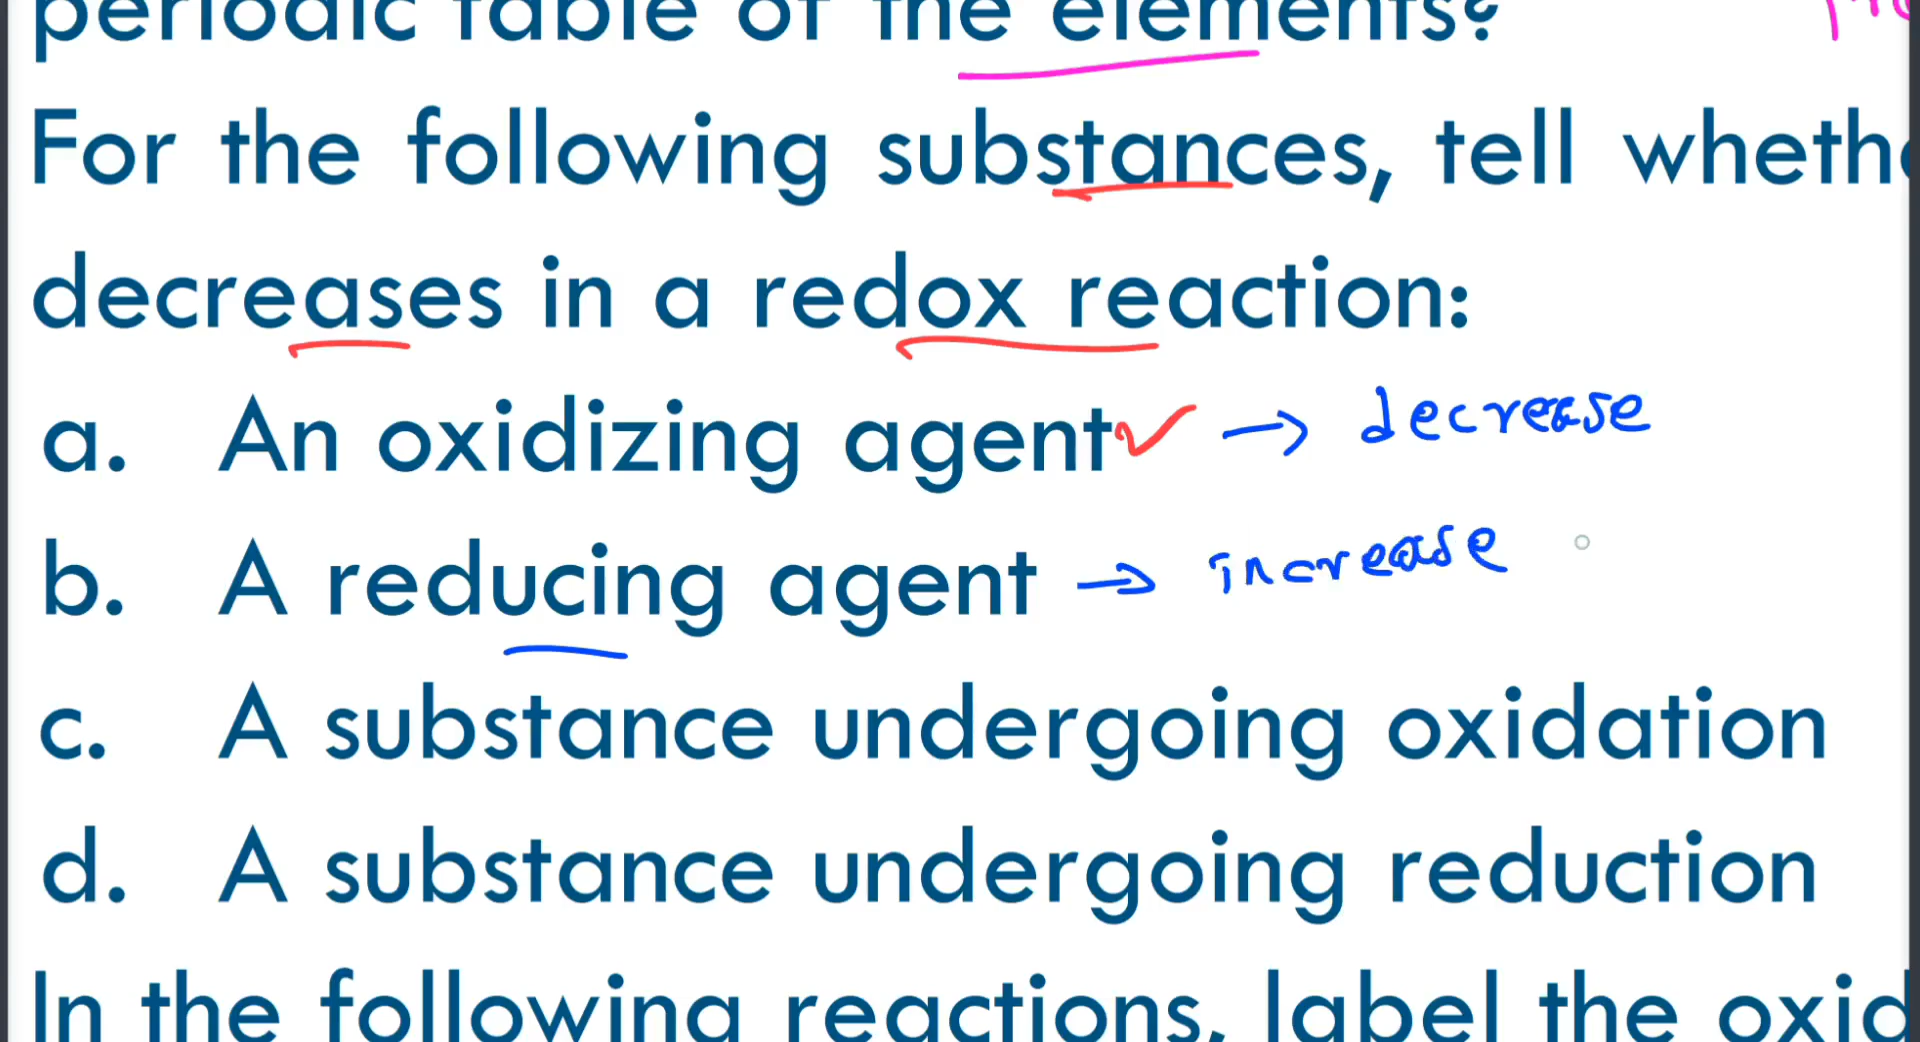 periodic table of the elements?
For the following substances, tell wheth
decreases in a redox reaction:
a. An oxidizing agent → decrease
b. A reducing agent → increase
c. A substance undergoing oxidation
d. A substance undergoing reduction
In the following reactions, label the oxid